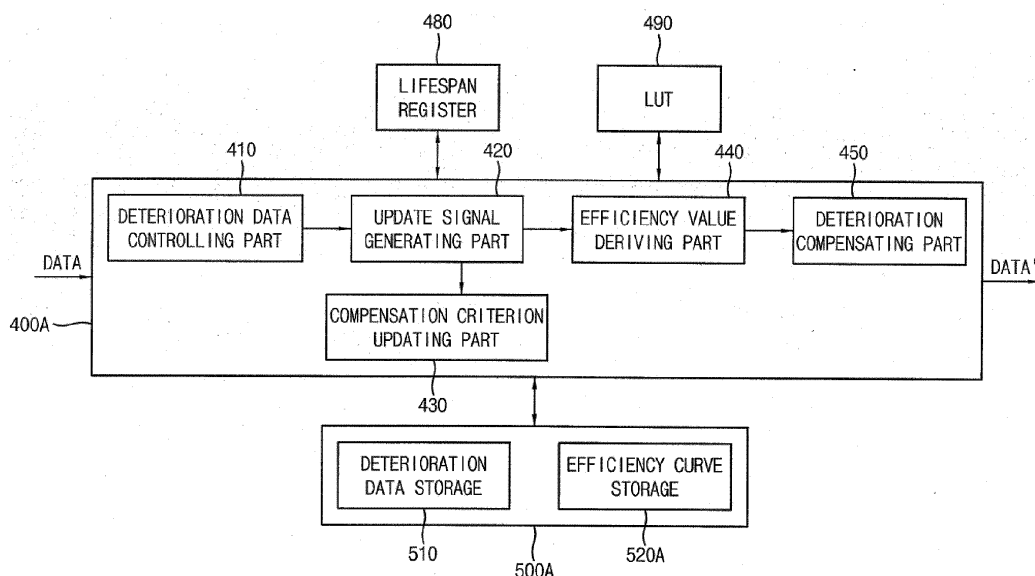 480
490
LIFESPAN
REGISTER
LUT
410
420
440
450
DETERIORATION DATA
CONTROLLING PART
UPDATE SIGNAL
GENERATING PART
EFFICIENCY VALUE
DERIVING PART
DETERIORATION
COMPENSATING PART
DATA
DATA'
400A
COMPENSATION CRITERION
UPDATING PART
430
DETERIORATION
DATA STORAGE
EFFICIENCY CURVE
STORAGE
510
500A
520A